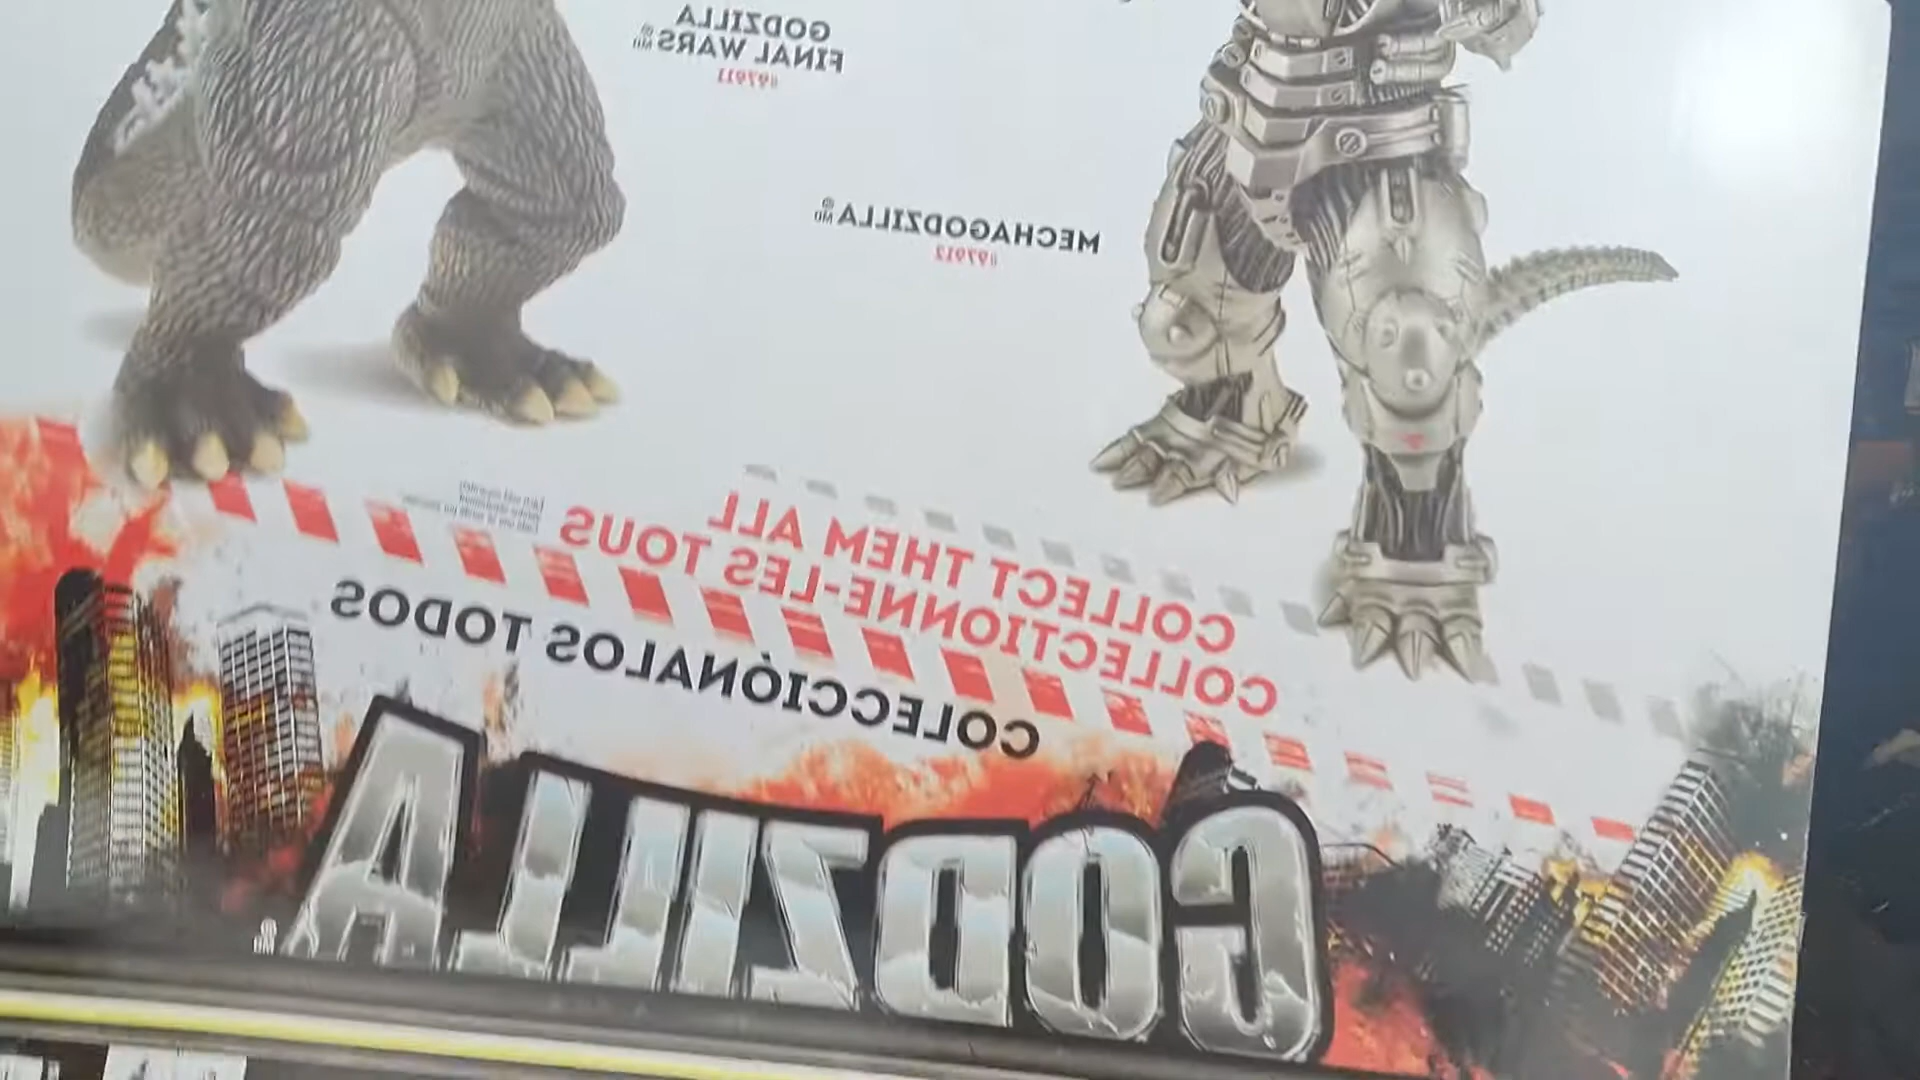 GODZILLA
FINAL WARS
#97911
MECHAGODZILLA
#97912
COLLECT THEM ALL
COLLECTIONNE-LES TOUS
COLECCIÓNALOS TODOS
GODZILLA